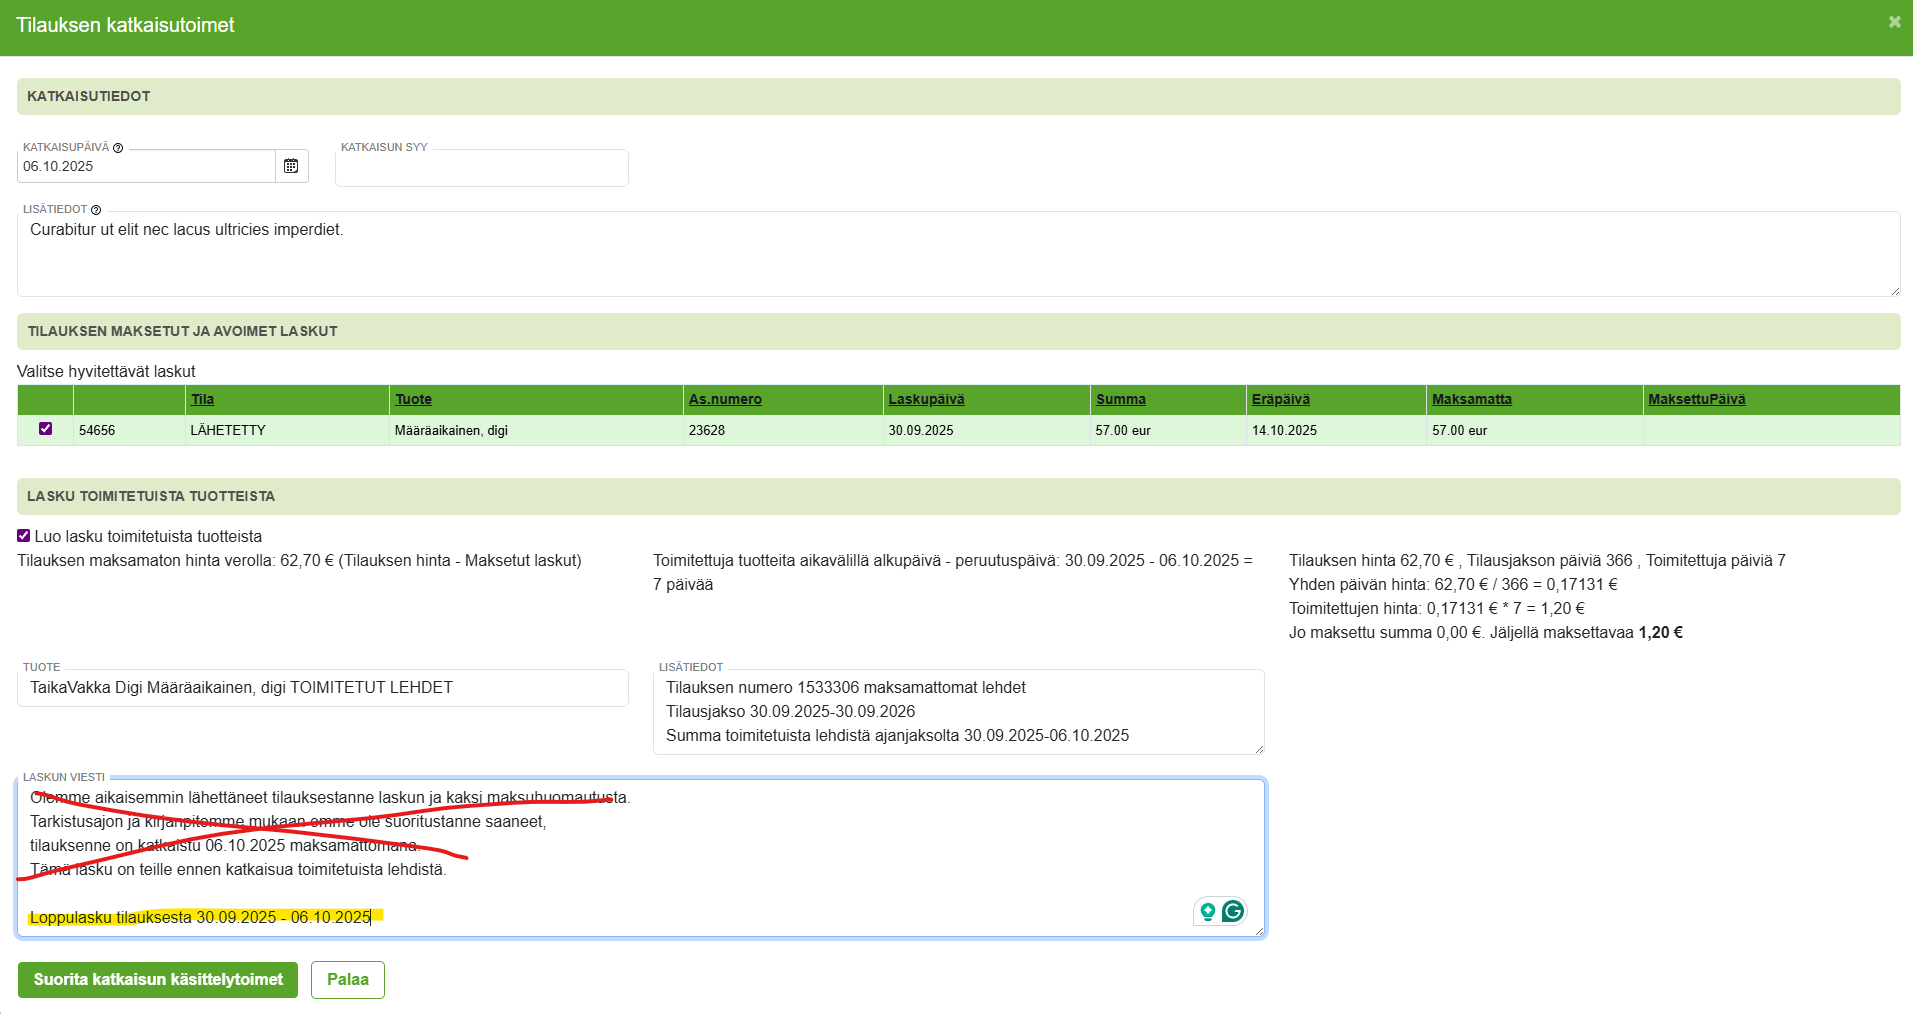 Tilauksen katkaisutoimet
KATKAISUTIEDOT
KATKAISUPÄIVÄ
06.10.2025
KATKAISUN SYY
LISÄTIEDOT
Curabitur ut elit nec lacus ultricies imperdiet.
TILAUKSEN MAKSETUT JA AVOIMET LASKUT
Valitse hyvitettävät laskut
Tila Tuote As.numero Laskupäivä Summa Eräpäivä Maksamatta MaksettuPäivä
54656 LÄHETETTY Määräaikainen, digi 23628 30.09.2025 57.00 eur 14.10.2025 57.00 eur
LASKU TOIMITETUISTA TUOTTEISTA
Luo lasku toimitetuista tuotteista
Tilauksen maksamaton hinta verolla: 62,70 € (Tilauksen hinta - Maksetut laskut)
Toimitettuja tuotteita aikavälillä alkupäivä - peruutuspäivä: 30.09.2025 - 06.10.2025 =
7 päivää
Tilauksen hinta 62,70 € , Tilausjakson päiviä 366 , Toimitettuja päiviä 7
Yhden päivän hinta: 62,70 € / 366 = 0,17131 €
Toimitettujen hinta: 0,17131 € * 7 = 1,20 €
Jo maksettu summa 0,00 €. Jäljellä maksettavaa 1,20 €
TUOTE
TaikaVakka Digi Määräaikainen, digi TOIMITETUT LEHDET
LISÄTIEDOT
Tilauksen numero 1533306 maksamattomat lehdet
Tilausjakso 30.09.2025-30.09.2026
Summa toimitetuista lehdistä ajanjaksolta 30.09.2025-06.10.2025
LASKUN VIESTI
Olemme aikaisemmin lähettäneet tilauksestanne laskun ja kaksi maksuhuomautusta.
Tarkistusajon ja kirjanpitomme mukaan emme ole suoritustanne saaneet,
tilauksenne on katkaistu 06.10.2025 maksamattomana.
Tämä lasku on teille ennen katkaisua toimitetuista lehdistä.
Loppulasku tilauksesta 30.09.2025 - 06.10.2025
Suorita katkaisun käsittelytoimet
Palaa